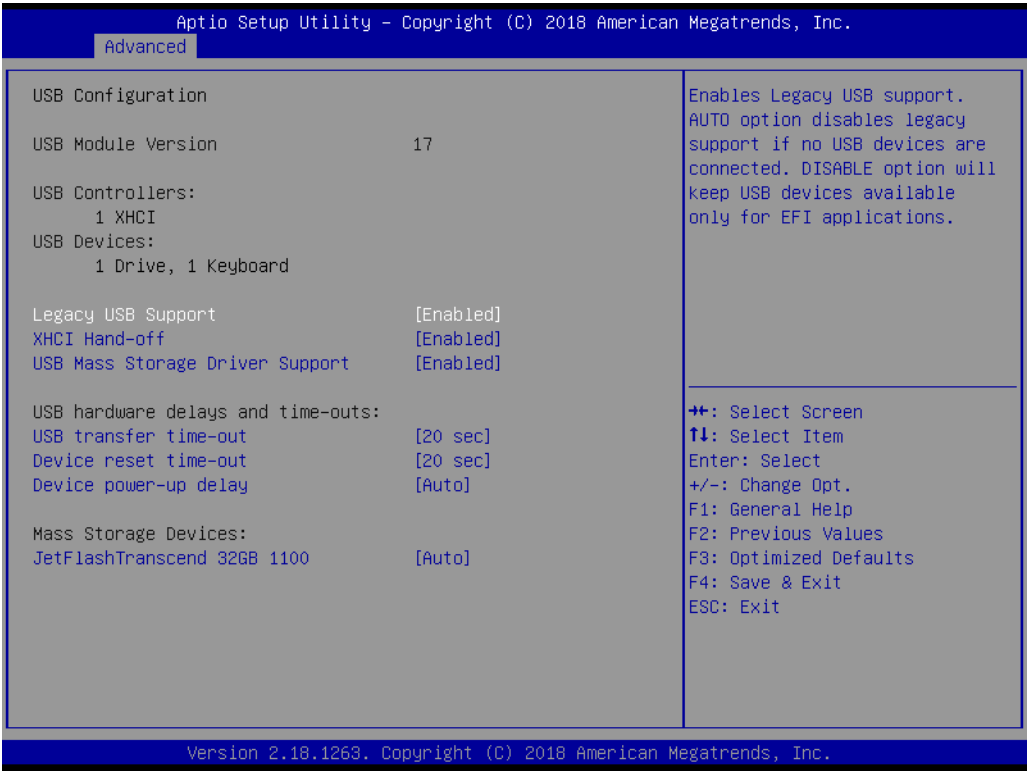 Aptio Setup Utility – Copyright (C) 2018 American Megatrends, Inc.
Advanced
USB Configuration
USB Module Version 17
USB Controllers:
1 XHCI
USB Devices:
1 Drive, 1 Keyboard
Legacy USB Support [Enabled]
XHCI Hand-off [Enabled]
USB Mass Storage Driver Support [Enabled]
USB hardware delays and time-outs:
USB transfer time-out [20 sec]
Device reset time-out [20 sec]
Device power-up delay [Auto]
Mass Storage Devices:
JetFlashTranscend 32GB 1100 [Auto]
Enables Legacy USB support.
AUTO option disables legacy
support if no USB devices are
connected. DISABLE option will
keep USB devices available
only for EFI applications.
→←: Select Screen
↑↓: Select Item
Enter: Select
+/-: Change Opt.
F1: General Help
F2: Previous Values
F3: Optimized Defaults
F4: Save & Exit
ESC: Exit
Version 2.18.1263. Copyright (C) 2018 American Megatrends, Inc.